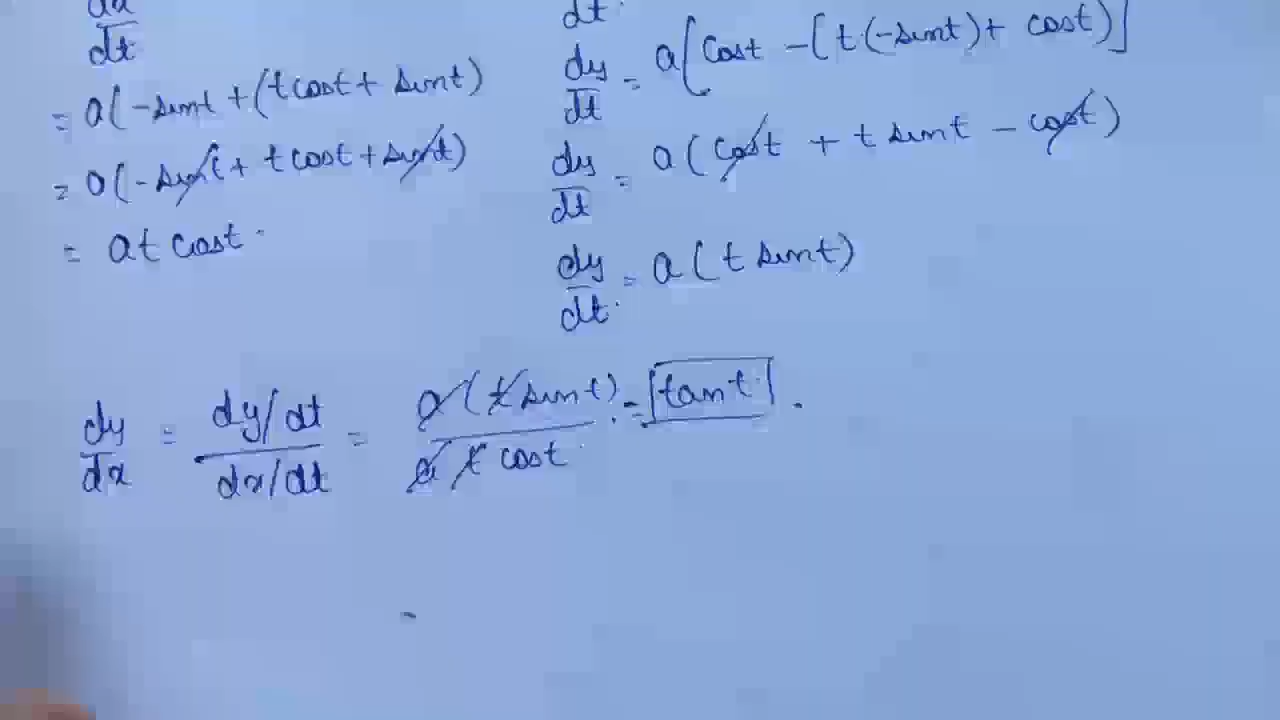 dx/dt
= a(-sint + (tcost + sint)
= a(-sint + tcost + sint)
= at cost.
dt.
dy/dt = a[cost - [t(-sint) + cost)]
dy/dt = a(cost + t sint - cost)
dy/dt. = a(t sint)
dy/dx = dy/dt / dx/dt = a(t sint) / a t cost = tant.